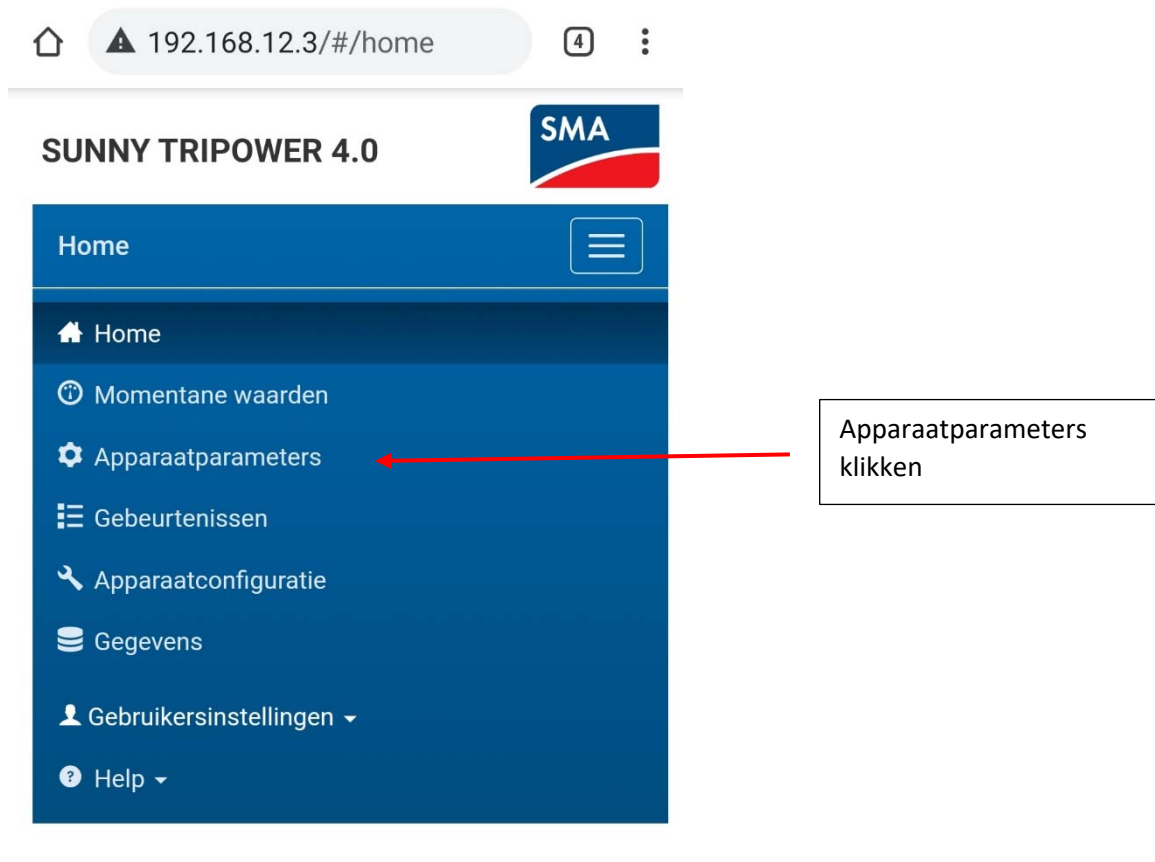 192.168.12.3/#/home
4
SUNNY TRIPOWER 4.0
SMA
Home
Home
Momentane waarden
Apparaatparameters
Gebeurtenissen
Apparaatconfiguratie
Gegevens
Gebruikersinstellingen
? Help
Apparaatparameters
klikken